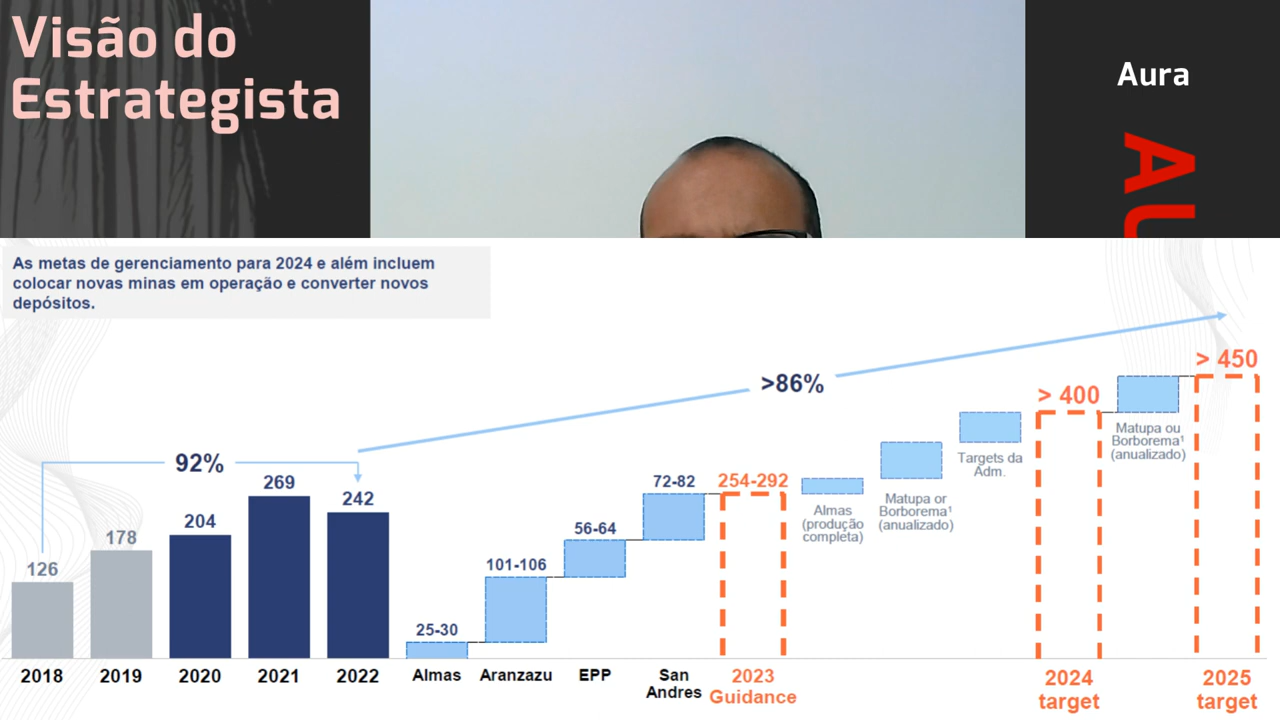 Visão do
Estrategista
Aura
AU
As metas de gerenciamento para 2024 e além incluem
colocar novas minas em operação e converter novos
depósitos.
> 450
>86%
> 400
Matupa ou
Borborema¹
(anualizado)
Targets da
Adm.
92%
269
242
204
178
126
72-82
254-292
56-64
101-106
25-30
Almas
(produção
completa)
Matupa or
Borborema¹
(anualizado)
2018
2019
2020
2021
2022
Almas
Aranzazu
EPP
San
Andres
2023
Guidance
2024
target
2025
target